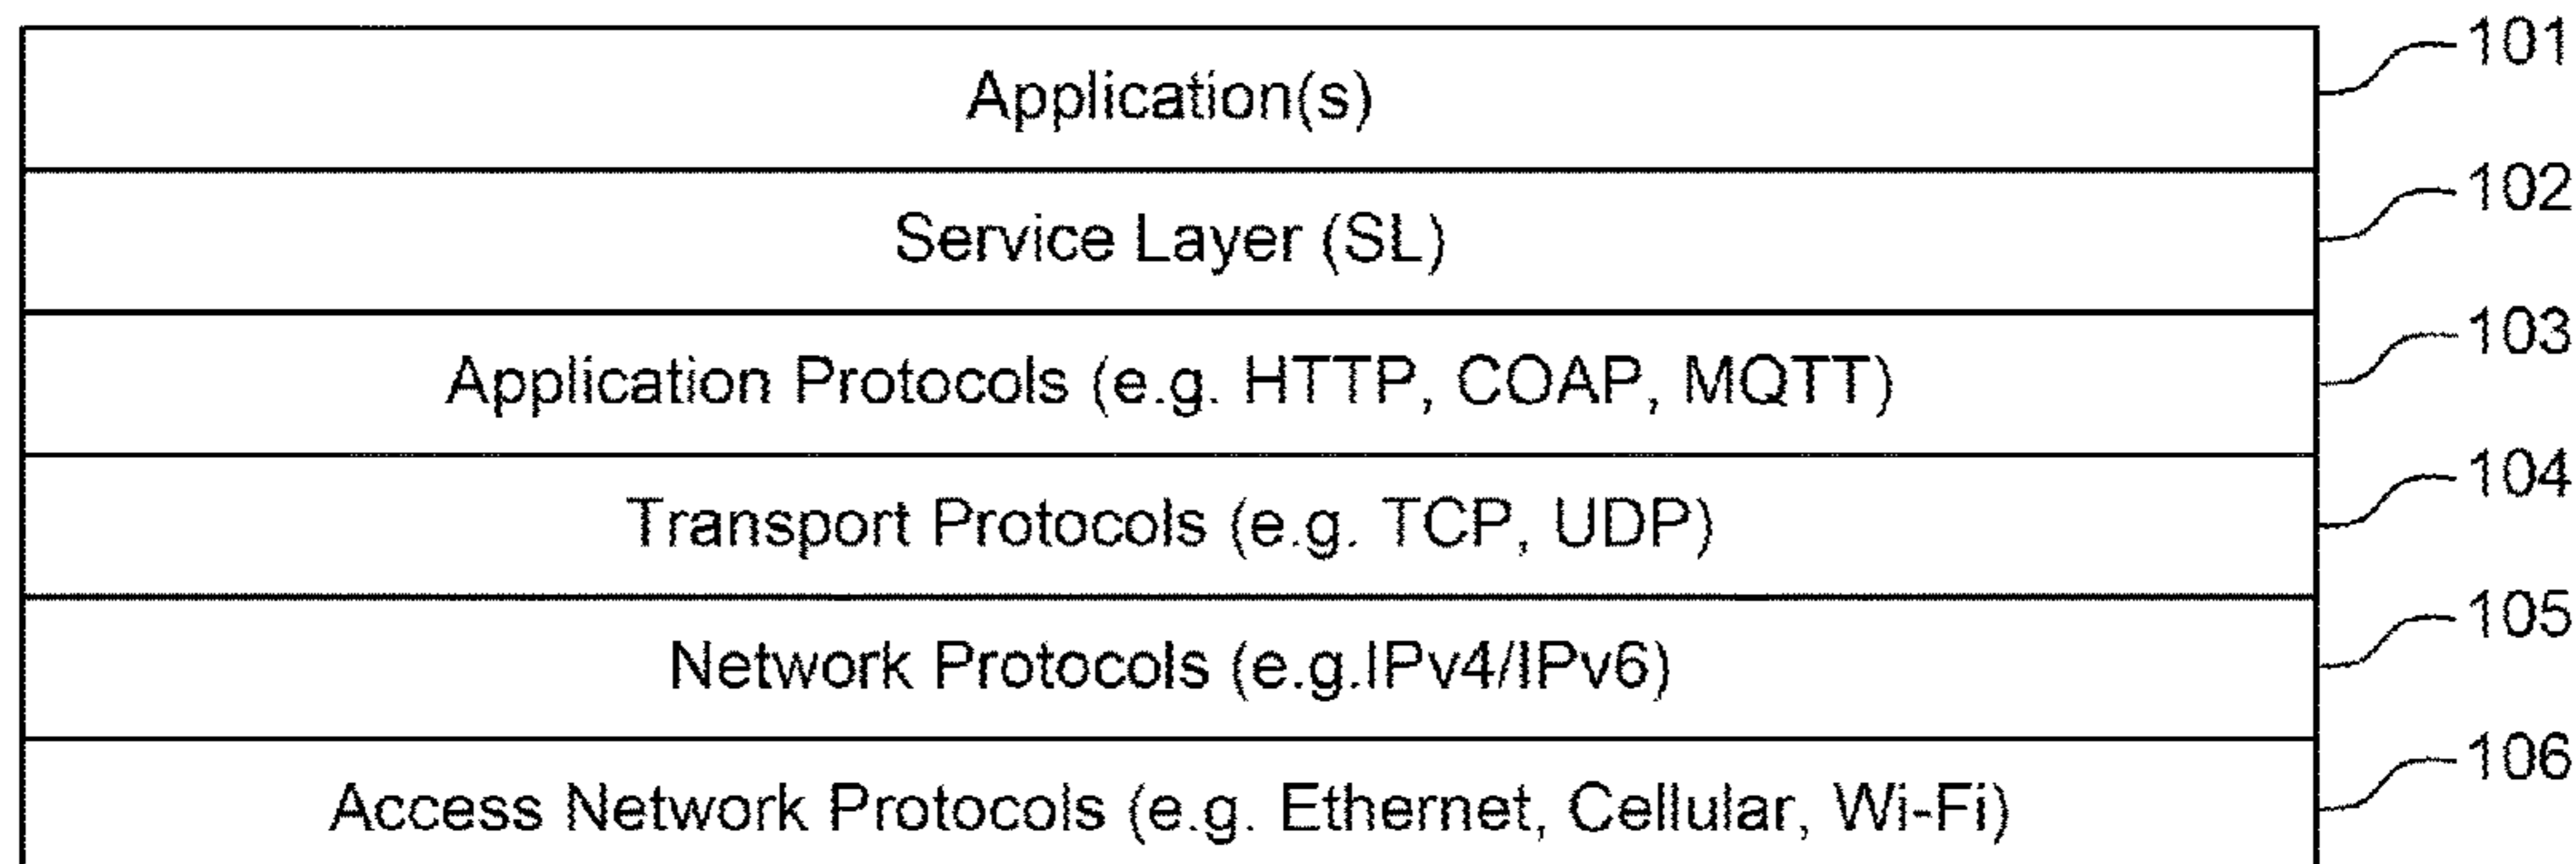 Application(s) 101
Service Layer (SL) 102
Application Protocols (e.g. HTTP, COAP, MQTT) 103
Transport Protocols (e.g. TCP, UDP) 104
Network Protocols (e.g.IPv4/IPv6) 105
Access Network Protocols (e.g. Ethernet, Cellular, Wi-Fi) 106